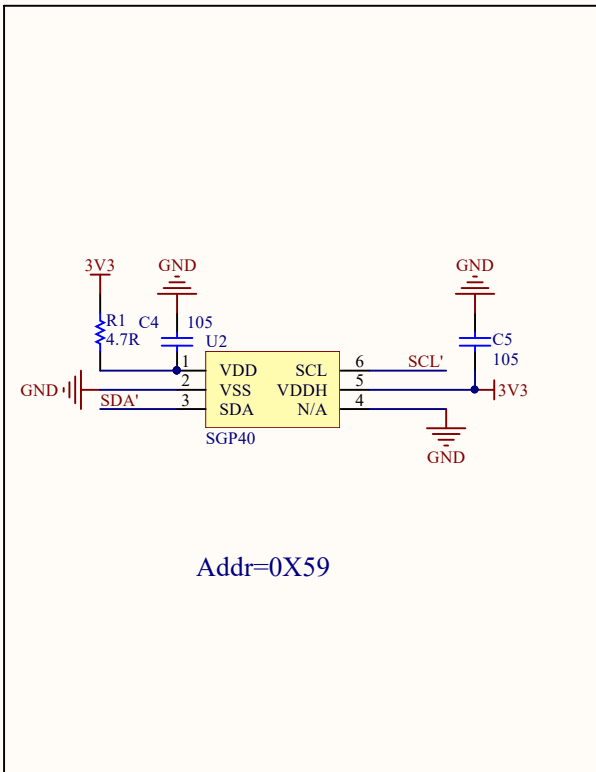 3V3
GND
GND
R1
4.7R
C4
105
U2
C5
105
1
VDD
SCL
6
SCL'
GND
2
VSS
VDDH
5
3V3
SDA'
3
SDA
N/A
4
SGP40
GND
Addr=0X59